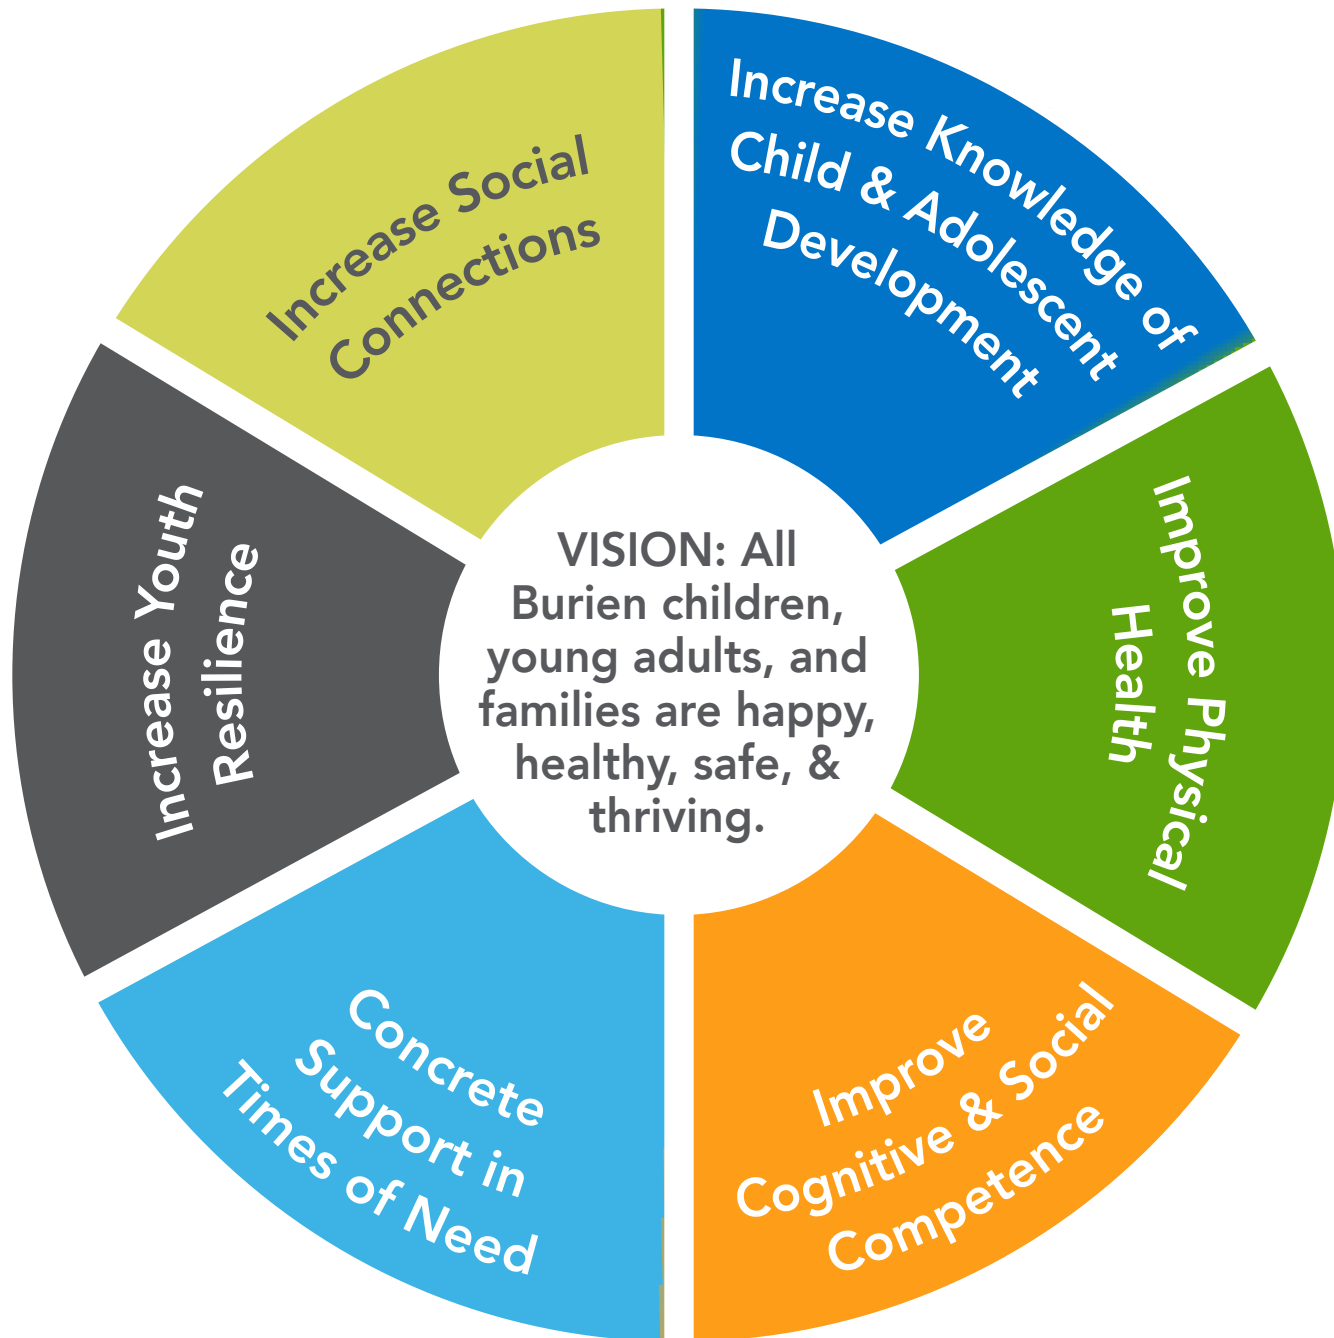 Increase Knowledge of
Child & Adolescent
Development
Improve Physical
Health
Improve
Cognitive & Social
Competence
Concrete
Support in
Times of Need
Increase Youth
Resilience
Increase Social
Connections
VISION: All
Burien children,
young adults, and
families are happy,
healthy, safe, &
thriving.